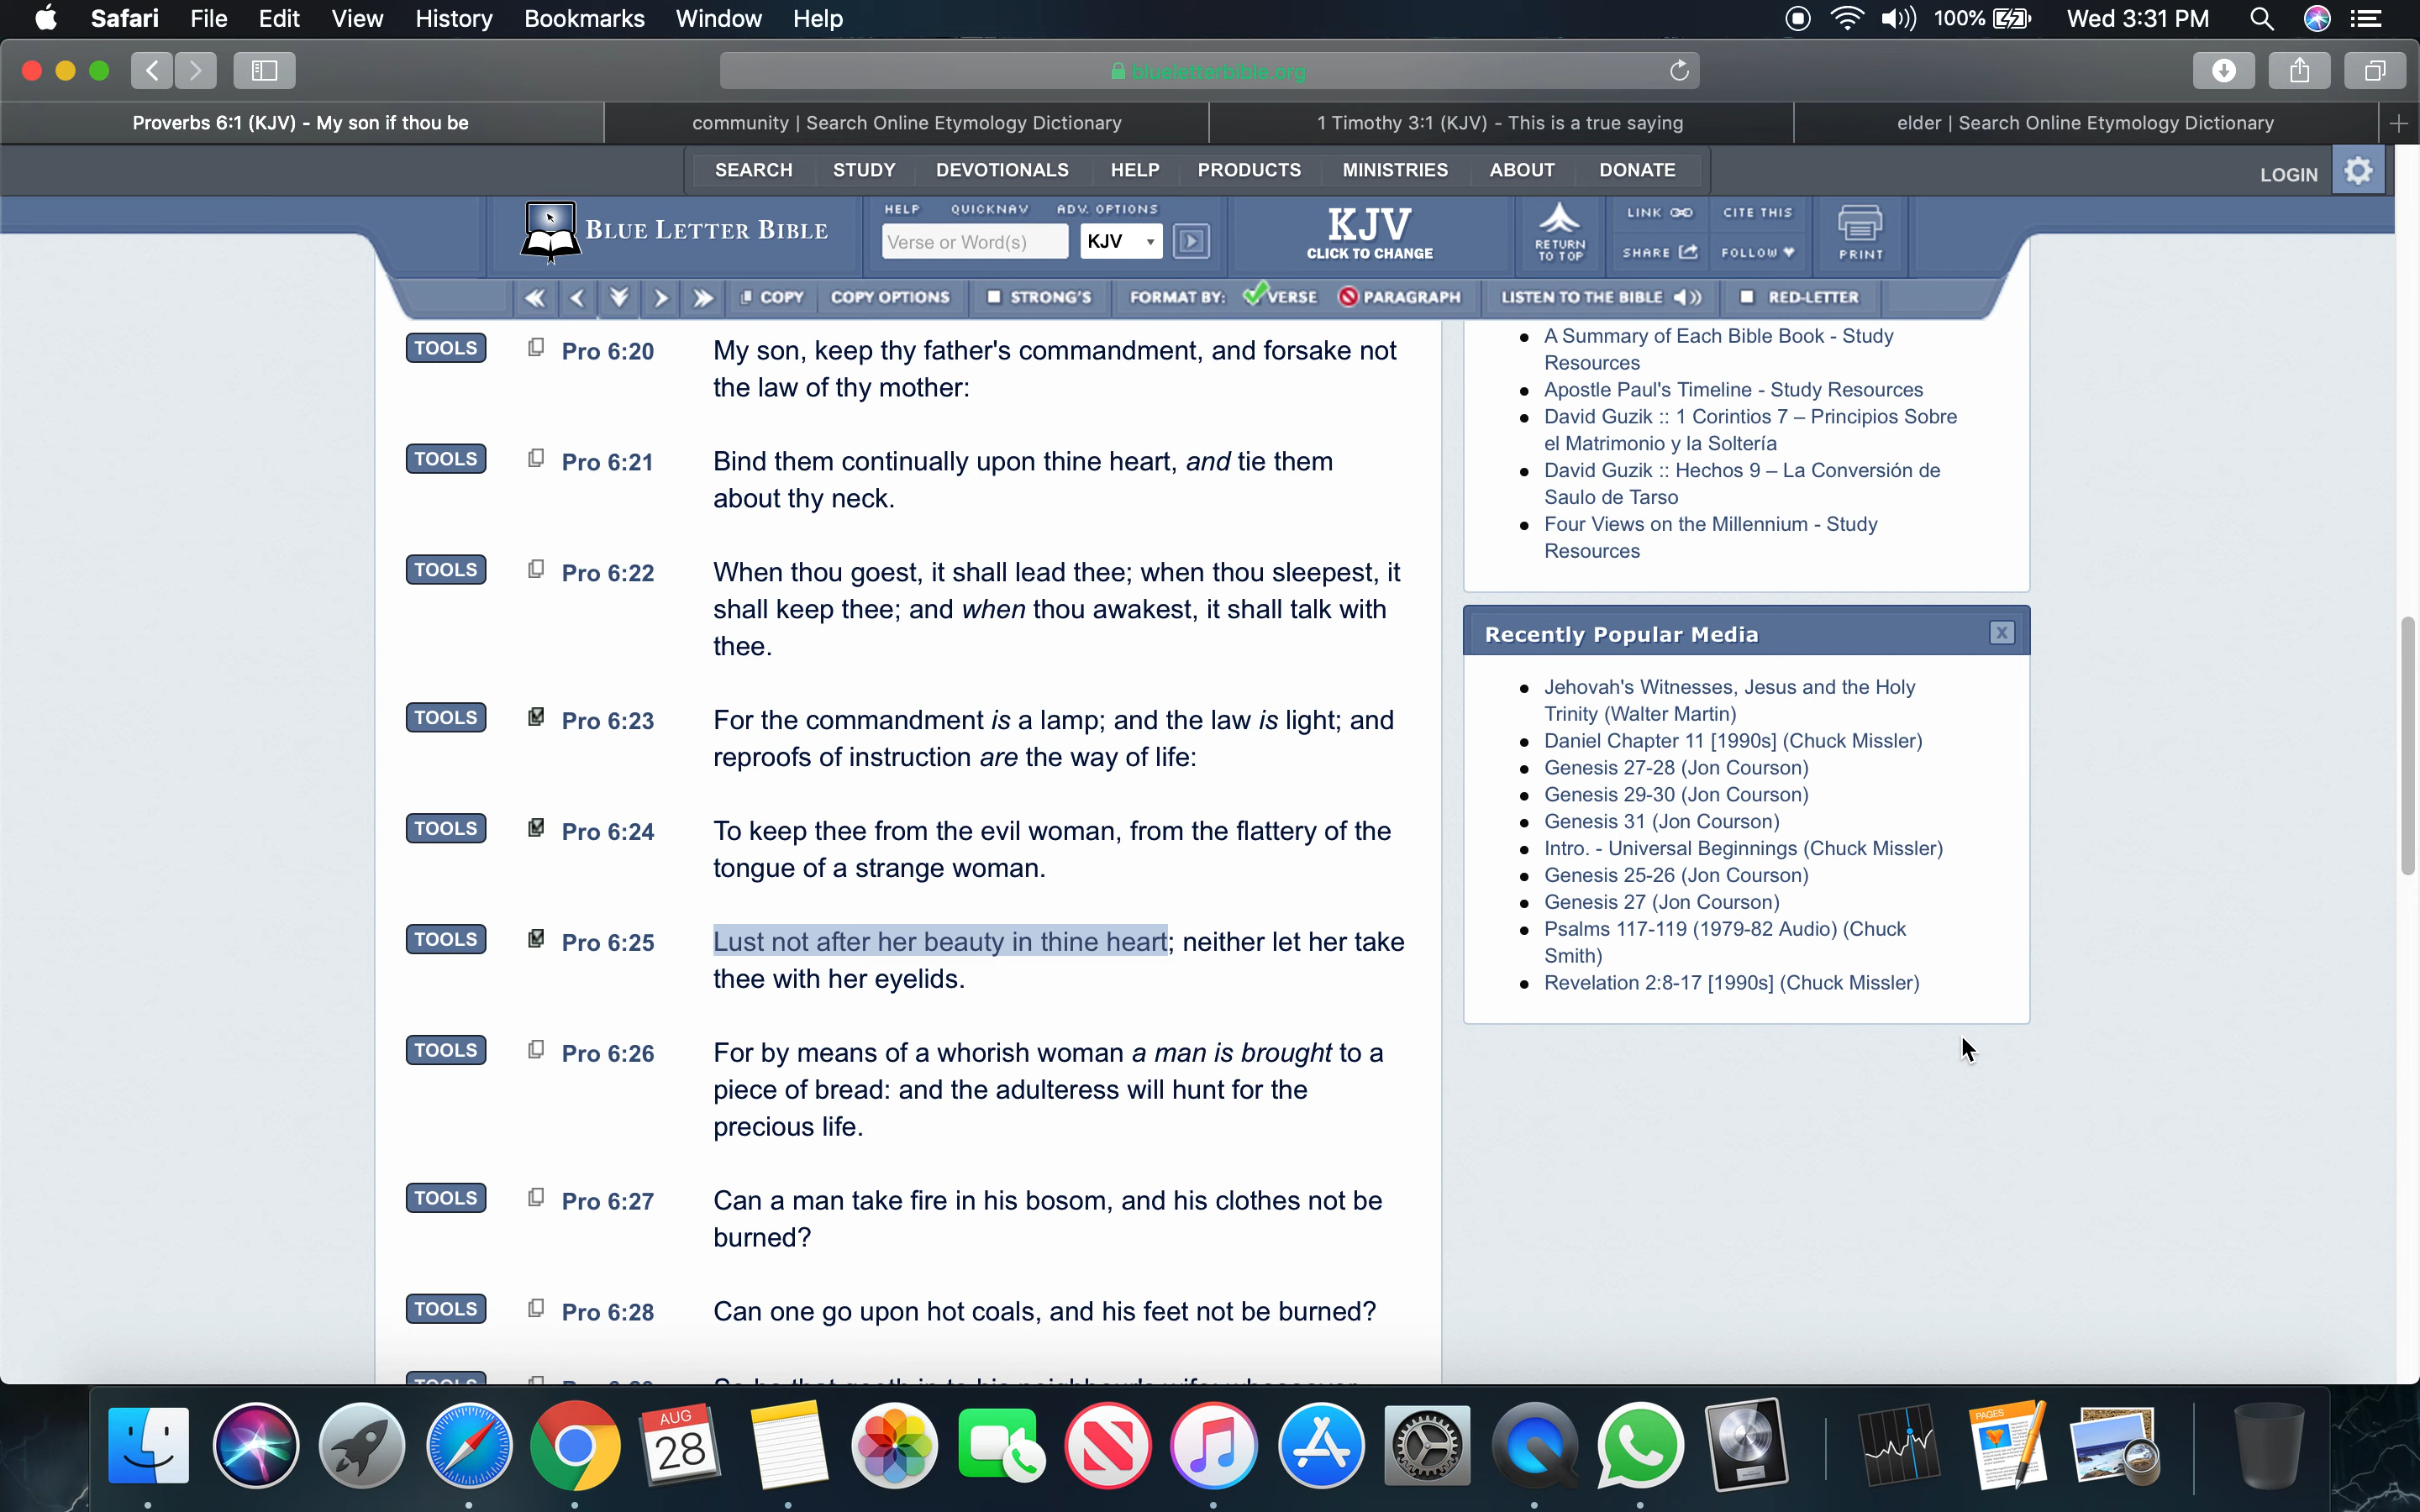 Safari File Edit View History Bookmarks Window Help
100% Wed 3:31 PM
blueletterbible.org
Proverbs 6:1 (KJV) - My son if thou be
community | Search Online Etymology Dictionary
1 Timothy 3:1 (KJV) - This is a true saying
elder | Search Online Etymology Dictionary
SEARCH STUDY DEVOTIONALS HELP PRODUCTS MINISTRIES ABOUT DONATE
LOGIN
BLUE LETTER BIBLE
HELP QUICKNAV ADV. OPTIONS
Verse or Word(s)
KJV
KJV
CLICK TO CHANGE
RETURN
TO TOP
LINK
CITE THIS
SHARE
FOLLOW
PRINT
COPY COPY OPTIONS STRONG'S FORMAT BY: VERSE PARAGRAPH LISTEN TO THE BIBLE RED-LETTER
TOOLS Pro 6:20 My son, keep thy father's commandment, and forsake not
the law of thy mother:
TOOLS Pro 6:21 Bind them continually upon thine heart, and tie them
about thy neck.
TOOLS Pro 6:22 When thou goest, it shall lead thee; when thou sleepest, it
shall keep thee; and when thou awakest, it shall talk with
thee.
TOOLS Pro 6:23 For the commandment is a lamp; and the law is light; and
reproofs of instruction are the way of life:
TOOLS Pro 6:24 To keep thee from the evil woman, from the flattery of the
tongue of a strange woman.
TOOLS Pro 6:25 Lust not after her beauty in thine heart; neither let her take
thee with her eyelids.
TOOLS Pro 6:26 For by means of a whorish woman a man is brought to a
piece of bread: and the adulteress will hunt for the
precious life.
TOOLS Pro 6:27 Can a man take fire in his bosom, and his clothes not be
burned?
TOOLS Pro 6:28 Can one go upon hot coals, and his feet not be burned?
A Summary of Each Bible Book - Study
Resources
Apostle Paul's Timeline - Study Resources
David Guzik :: 1 Corintios 7 – Principios Sobre
el Matrimonio y la Soltería
David Guzik :: Hechos 9 – La Conversión de
Saulo de Tarso
Four Views on the Millennium - Study
Resources
Recently Popular Media
x
Jehovah's Witnesses, Jesus and the Holy
Trinity (Walter Martin)
Daniel Chapter 11 [1990s] (Chuck Missler)
Genesis 27-28 (Jon Courson)
Genesis 29-30 (Jon Courson)
Genesis 31 (Jon Courson)
Intro. - Universal Beginnings (Chuck Missler)
Genesis 25-26 (Jon Courson)
Genesis 27 (Jon Courson)
Psalms 117-119 (1979-82 Audio) (Chuck
Smith)
Revelation 2:8-17 [1990s] (Chuck Missler)
AUG
28
PAGES